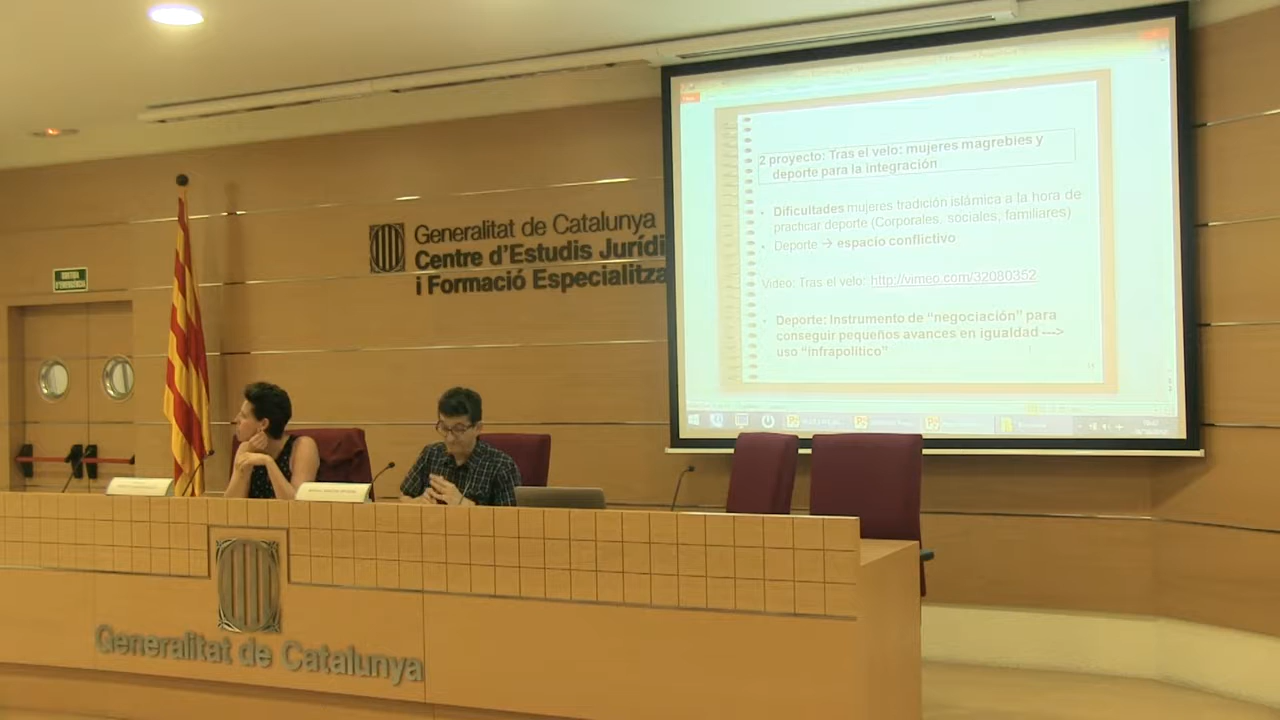 Generalitat de Catalunya
Centre d'Estudis Jurídi
i Formació Especialitza
SORTIDA
D'EMERGÈNCIA
2 proyecto: Tras el velo: mujeres magrebíes y
deporte para la integración
• Dificultades mujeres tradición islámica a la hora de
practicar deporte (Corporales, sociales, familiares)
• Deporte → espacio conflictivo
Video: Tras el velo: http://vimeo.com/32080352
• Deporte: Instrumento de "negociación" para
conseguir pequeños avances en igualdad --->
uso "infrapolítico"
Generalitat de Catalunya